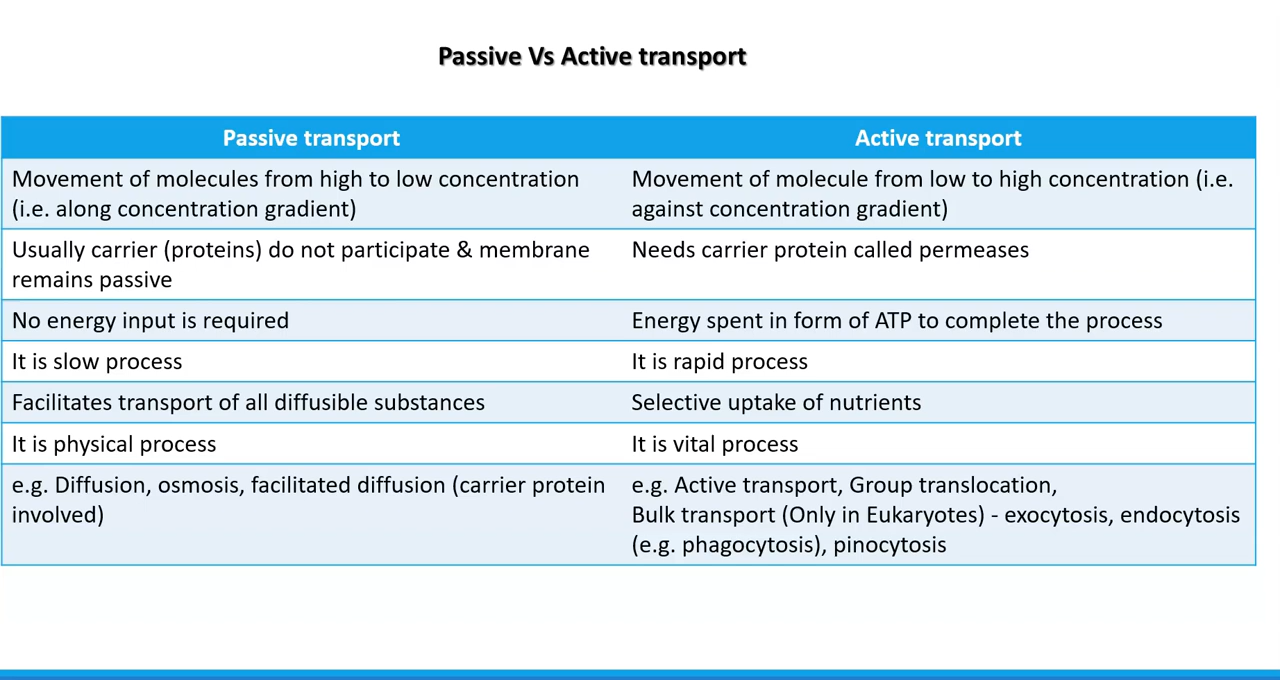 Passive Vs Active transport
Passive transport
Active transport
Movement of molecules from high to low concentration
(i.e. along concentration gradient)
Movement of molecule from low to high concentration (i.e.
against concentration gradient)
Usually carrier (proteins) do not participate & membrane
remains passive
Needs carrier protein called permeases
No energy input is required
Energy spent in form of ATP to complete the process
It is slow process
It is rapid process
Facilitates transport of all diffusible substances
Selective uptake of nutrients
It is physical process
It is vital process
e.g. Diffusion, osmosis, facilitated diffusion (carrier protein
involved)
e.g. Active transport, Group translocation,
Bulk transport (Only in Eukaryotes) - exocytosis, endocytosis
(e.g. phagocytosis), pinocytosis